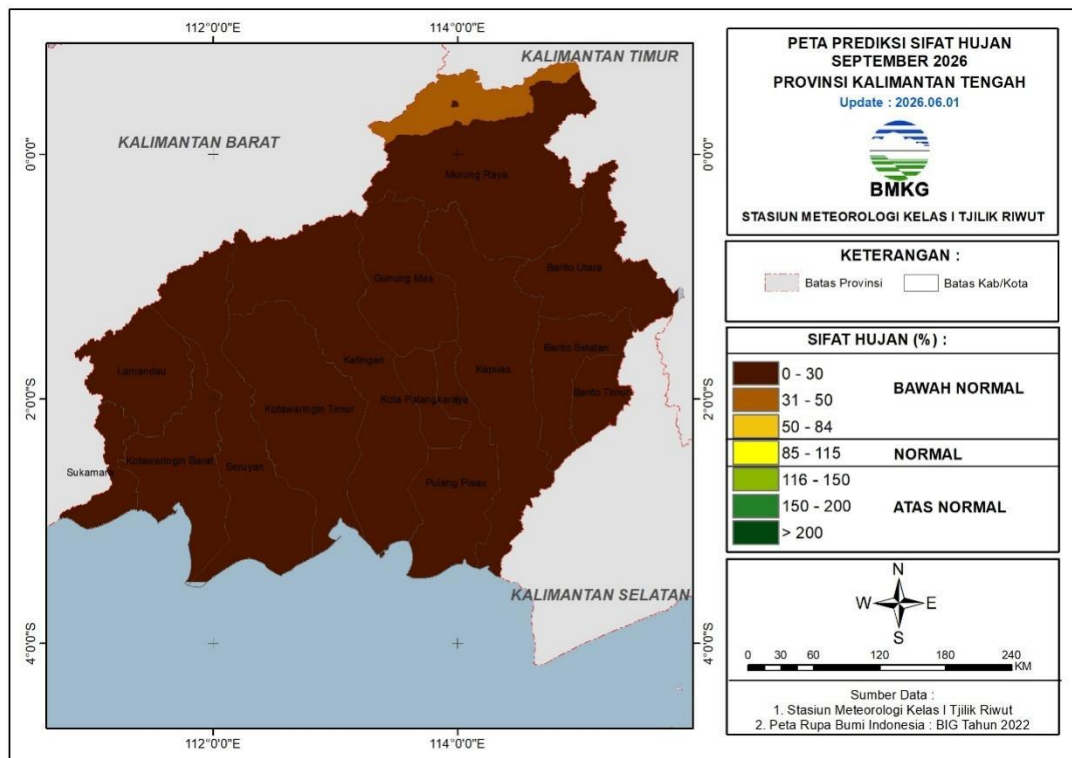 112°0'0"E
114°0'0"E
KALIMANTAN TIMUR
KALIMANTAN BARAT
0°0'0"
0°0'0"
Murung Raya
Barito Utara
Gunung Mas
Barito Selatan
Lamandau
Katingan
Kapuas
2°0'0"S
2°0'0"S
Kotawaringin Timur
Kota Palangkaraya
Barito Timur
Sukamara
Kotawaringin Barat
Seruyan
Pulang Pisau
KALIMANTAN SELATAN
4°0'0"S
4°0'0"S
112°0'0"E
114°0'0"E
PETA PREDIKSI SIFAT HUJAN
SEPTEMBER 2026
PROVINSI KALIMANTAN TENGAH
Update : 2026.06.01
BMKG
STASIUN METEOROLOGI KELAS I TJILIK RIWUT
KETERANGAN :
Batas Provinsi
Batas Kab/Kota
SIFAT HUJAN (%) :
0 - 30
31 - 50
BAWAH NORMAL
50 - 84
85 - 115
NORMAL
116 - 150
150 - 200
ATAS NORMAL
> 200
N
W
E
S
0 30 60 120 180 240
KM
Sumber Data :
1. Stasiun Meteorologi Kelas I Tjilik Riwut
2. Peta Rupa Bumi Indonesia : BIG Tahun 2022